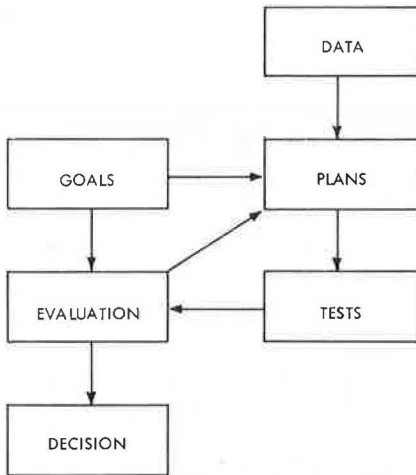 DATA
GOALS
PLANS
EVALUATION
TESTS
DECISION